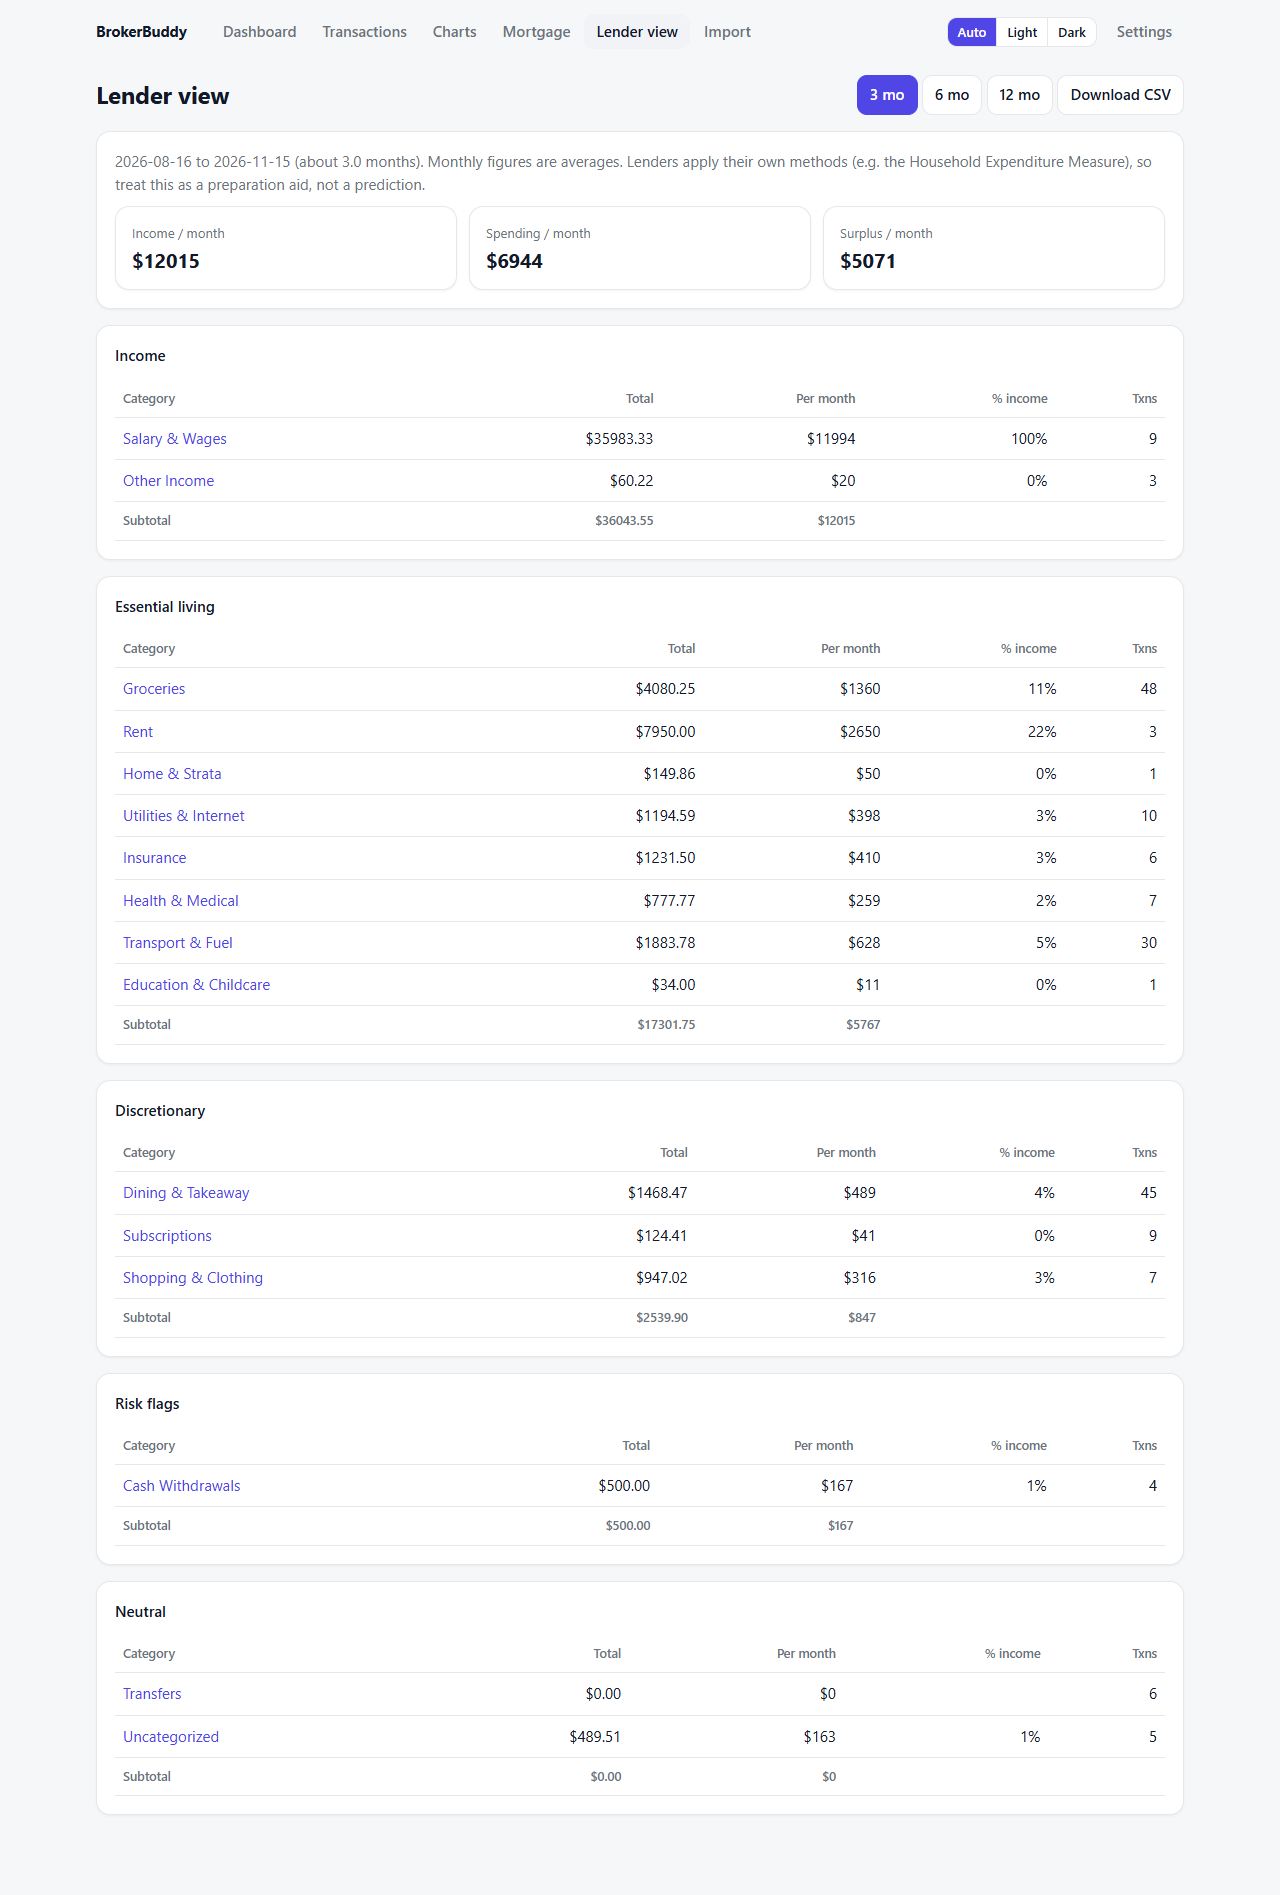 BrokerBuddy Dashboard Transactions Charts Mortgage Lender view Import Auto Light Dark Settings
Lender view 3 mo 6 mo 12 mo Download CSV
2026-08-16 to 2026-11-15 (about 3.0 months). Monthly figures are averages. Lenders apply their own methods (e.g. the Household Expenditure Measure), so
treat this as a preparation aid, not a prediction.
Income / month Spending / month Surplus / month
$12015 $6944 $5071
Income
Category Total Per month % income Txns
Salary & Wages $35983.33 $11994 100% 9
Other Income $60.22 $20 0% 3
Subtotal $36043.55 $12015
Essential living
Category Total Per month % income Txns
Groceries $4080.25 $1360 11% 48
Rent $7950.00 $2650 22% 3
Home & Strata $149.86 $50 0% 1
Utilities & Internet $1194.59 $398 3% 10
Insurance $1231.50 $410 3% 6
Health & Medical $777.77 $259 2% 7
Transport & Fuel $1883.78 $628 5% 30
Education & Childcare $34.00 $11 0% 1
Subtotal $17301.75 $5767
Discretionary
Category Total Per month % income Txns
Dining & Takeaway $1468.47 $489 4% 45
Subscriptions $124.41 $41 0% 9
Shopping & Clothing $947.02 $316 3% 7
Subtotal $2539.90 $847
Risk flags
Category Total Per month % income Txns
Cash Withdrawals $500.00 $167 1% 4
Subtotal $500.00 $167
Neutral
Category Total Per month % income Txns
Transfers $0.00 $0 6
Uncategorized $489.51 $163 1% 5
Subtotal $0.00 $0